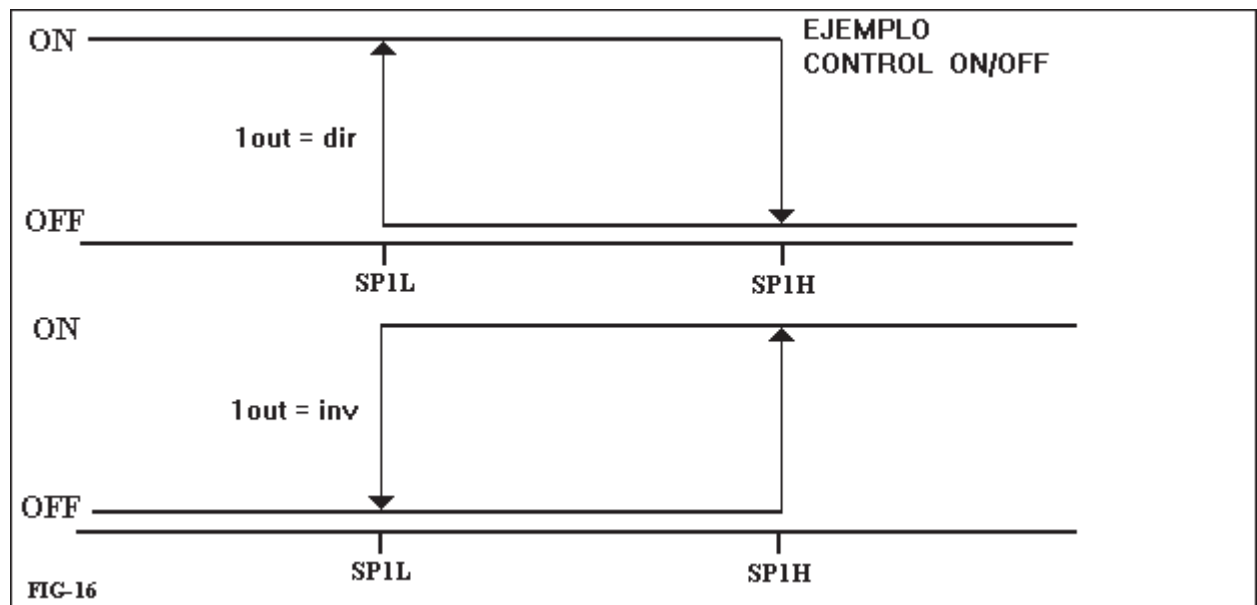 ON
EJEMPLO
CONTROL ON/OFF
1out = dir
OFF
SP1L
SP1H
ON
1out = inv
OFF
SP1L
SP1H
FIG-16